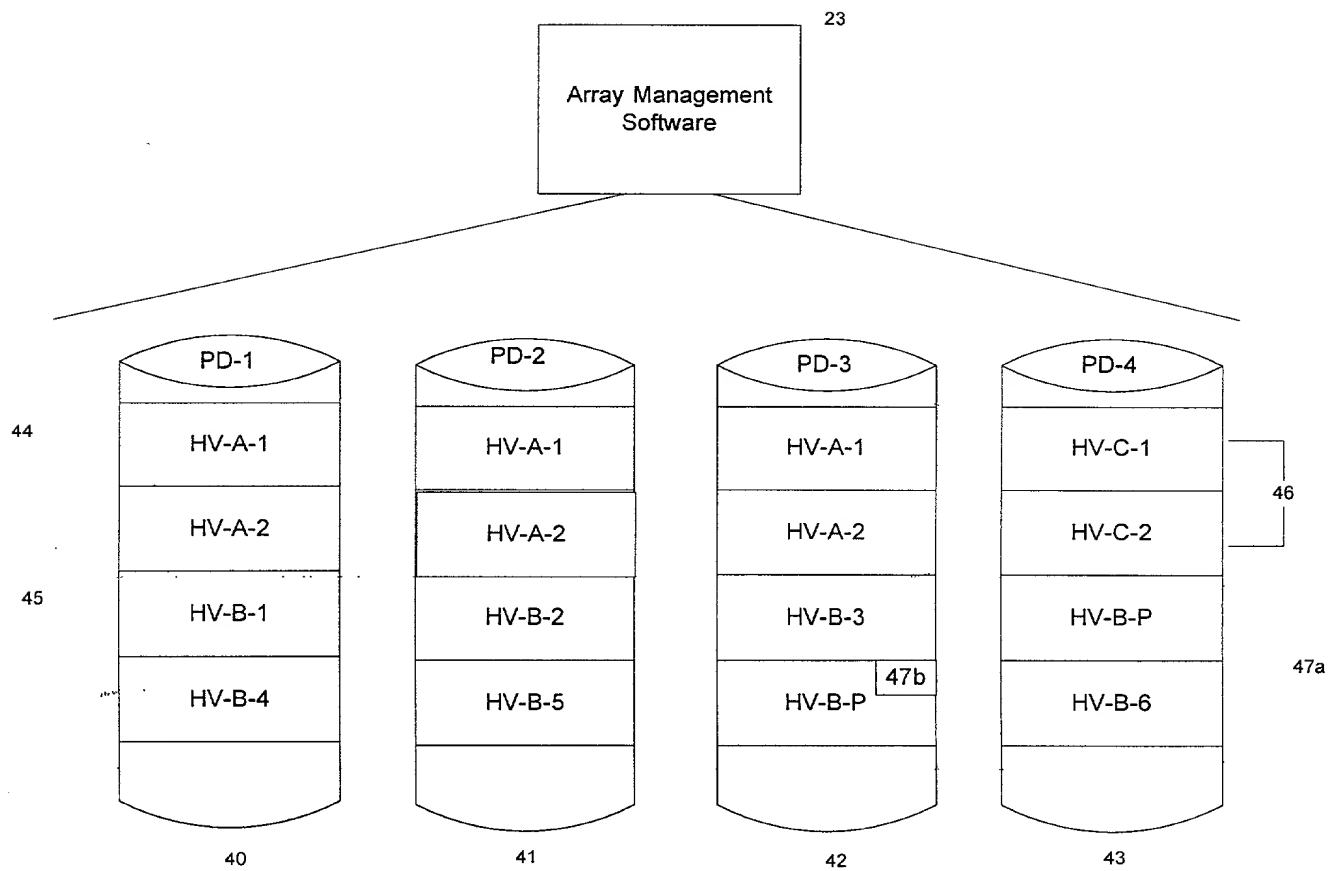 23
Array Management
Software
PD-1
PD-2
PD-3
PD-4
44
HV-A-1
HV-A-1
HV-A-1
HV-C-1
46
HV-A-2
HV-A-2
HV-A-2
HV-C-2
45
HV-B-1
HV-B-2
HV-B-3
HV-B-P
47a
47b
HV-B-4
HV-B-5
HV-B-P
HV-B-6
40
41
42
43